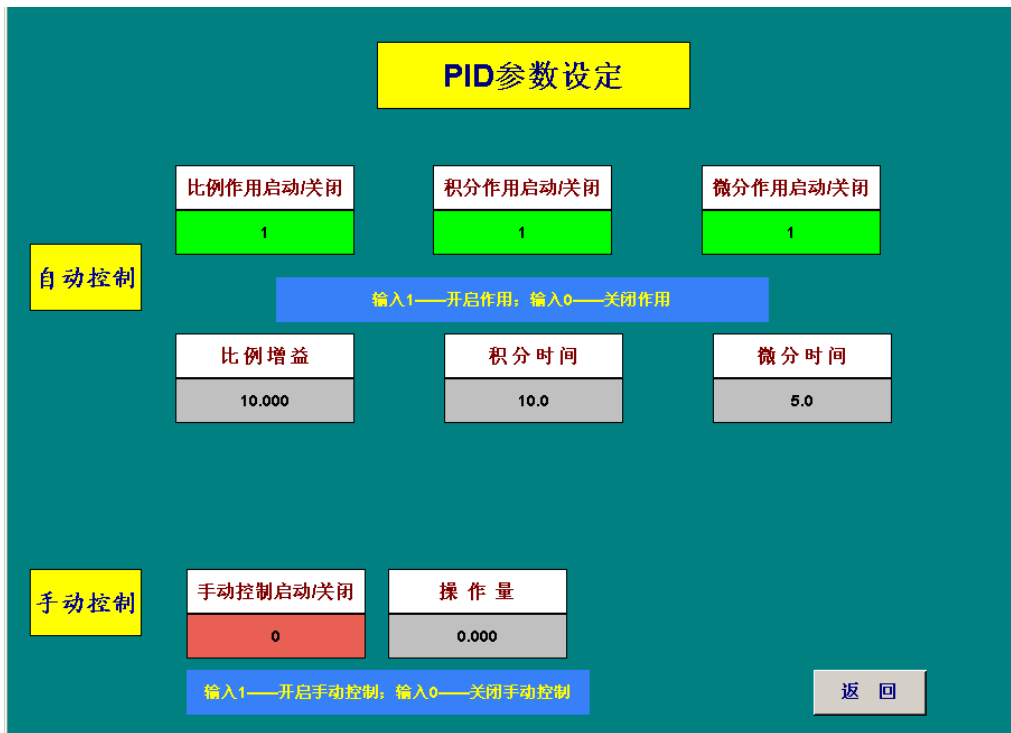 PID参数设定
比例作用启动/关闭
积分作用启动/关闭
微分作用启动/关闭
1
1
1
自动控制
输入1——开启作用；输入0——关闭作用
比例增益
积分时间
微分时间
10.000
10.0
5.0
手动控制
手动控制启动/关闭
操作量
0
0.000
输入1——开启手动控制；输入0——关闭手动控制
返 回